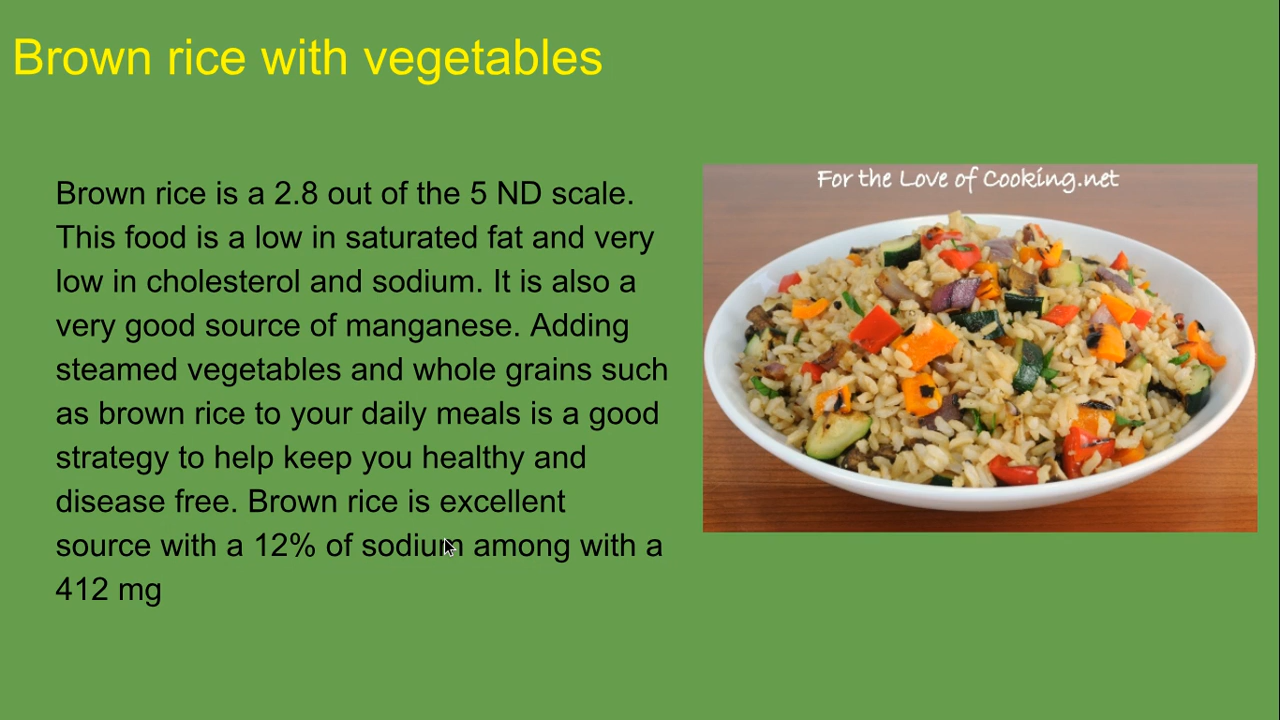 Brown rice with vegetables
Brown rice is a 2.8 out of the 5 ND scale.
This food is a low in saturated fat and very
low in cholesterol and sodium. It is also a
very good source of manganese. Adding
steamed vegetables and whole grains such
as brown rice to your daily meals is a good
strategy to help keep you healthy and
disease free. Brown rice is excellent
source with a 12% of sodium among with a
412 mg
For the Love of Cooking.net